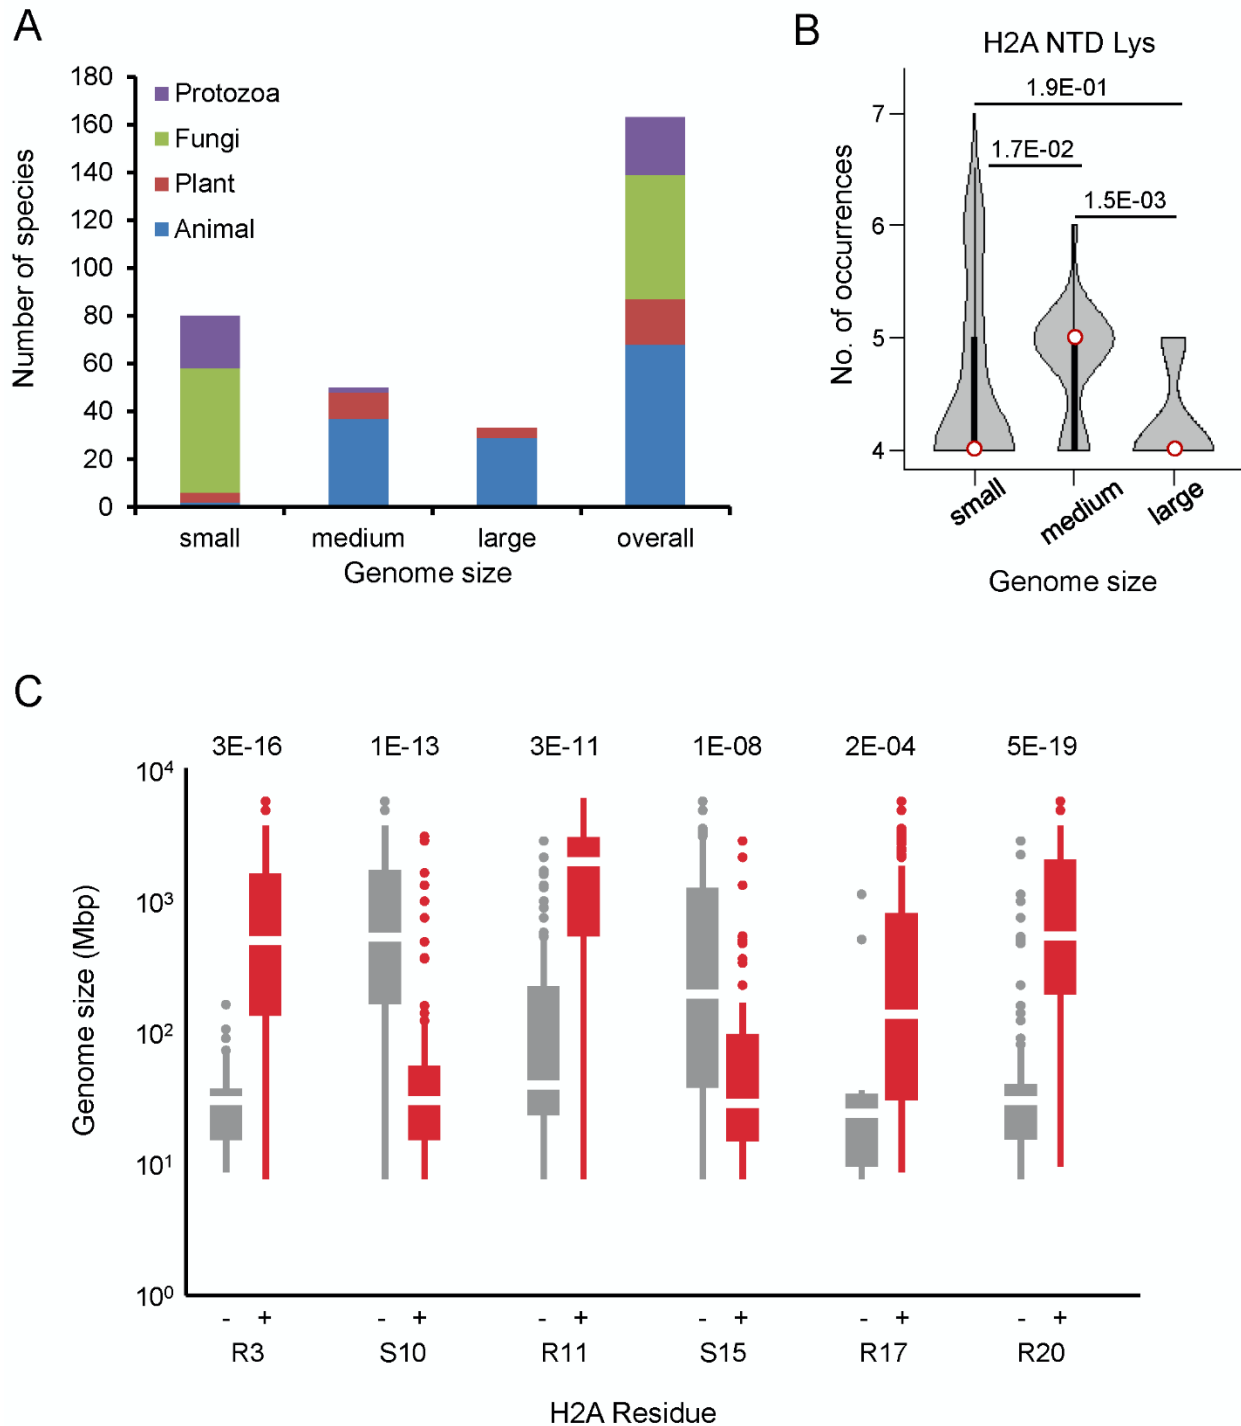 A
180
160
140
120
100
80
60
40
20
0
Number of species
Protozoa
Fungi
Plant
Animal
small medium large overall
Genome size
B
H2A NTD Lys
1.9E-01
1.7E-02
1.5E-03
7
6
5
4
No. of occurrences
small medium large
Genome size
C
3E-16 1E-13 3E-11 1E-08 2E-04 5E-19
10⁴
10³
10²
10¹
10⁰
Genome size (Mbp)
- + - + - + - + - + - +
R3 S10 R11 S15 R17 R20
H2A Residue